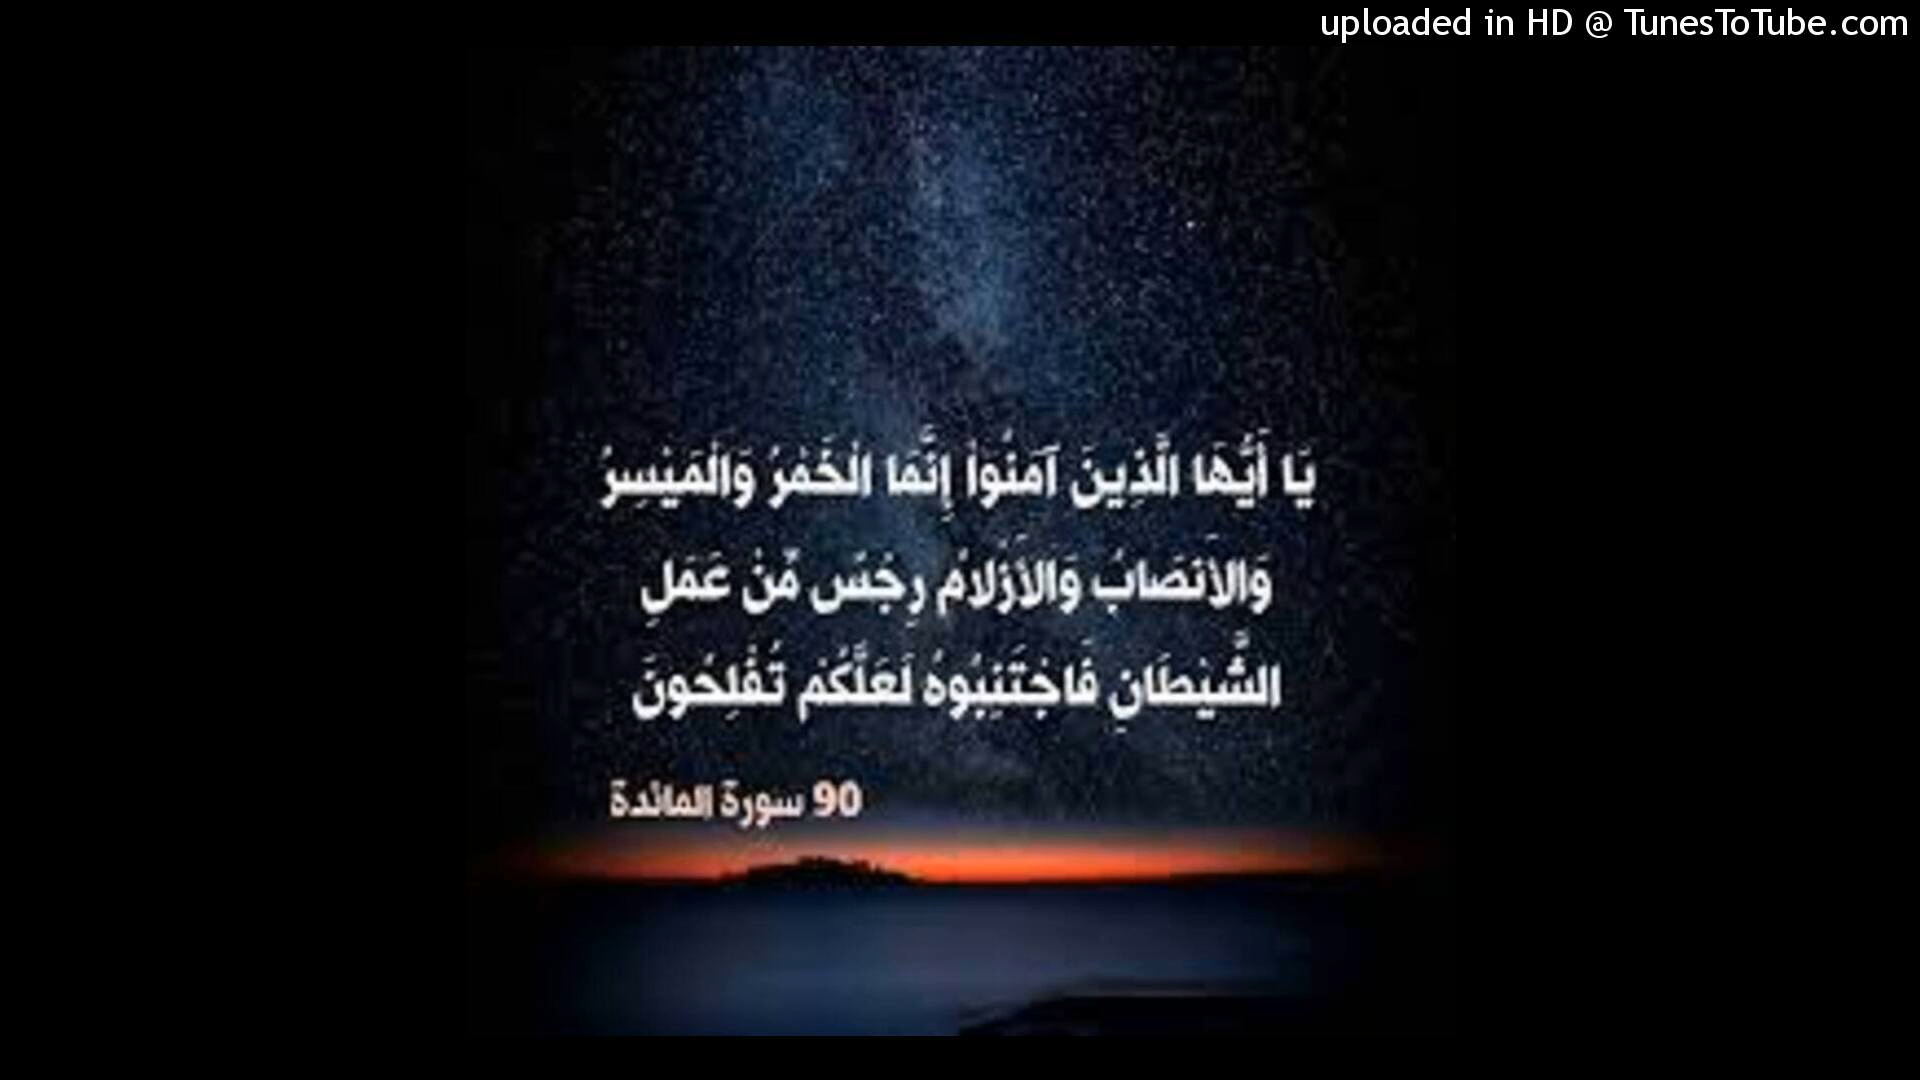 uploaded in HD @ TunesToTube.com
يَا أَيُّهَا الَّذِينَ آمَنُوَاْ إِنَّمَا الْخَمْرُ وَالْمَيْسِرُ
وَالأَنصَابُ وَالأَزْلاَمُ رِجْسٌ مِّنْ عَمَلِ
الشَّيْطَانِ فَاجْتَنِبُوهُ لَعَلَّكُمْ تُفْلِحُونَ
90 سورة المائدة